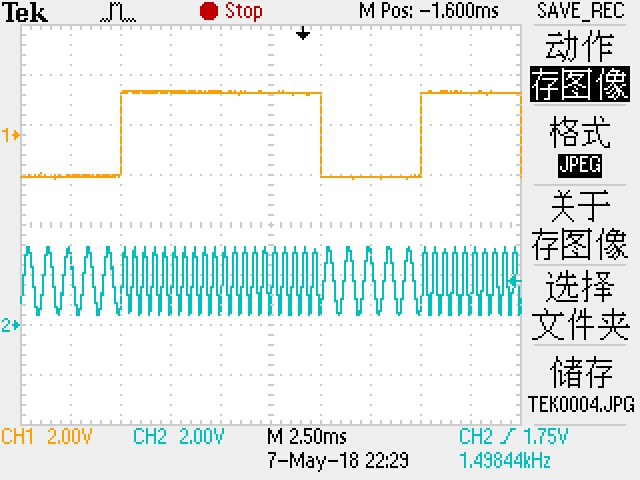 Tek Stop M Pos: -1.600ms SAVE_REC
动作
存图像
格式
JPEG
关于
存图像
选择
文件夹
储存
TEK0004.JPG
1
2
CH1 2.00V CH2 2.00V M 2.50ms CH2 1.75V
7-May-18 22:29 1.49844kHz